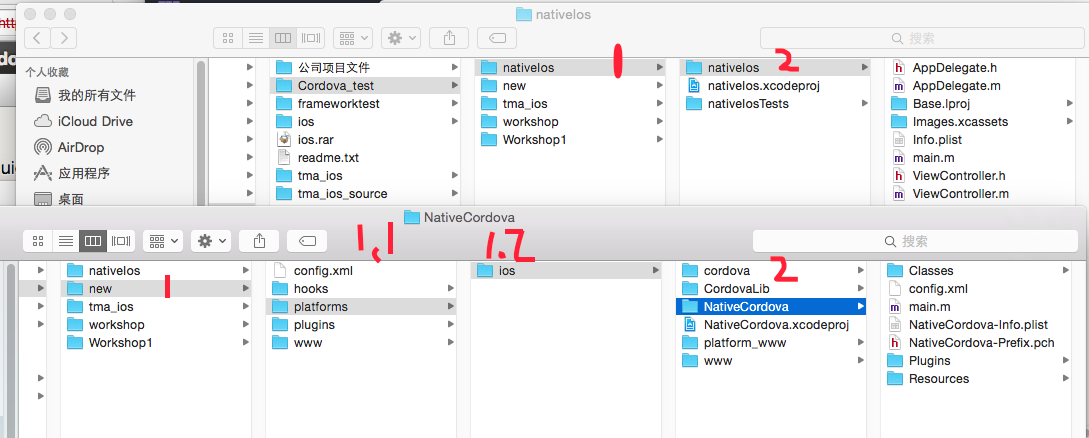 nativeIos
搜索
个人收藏
我的所有文件
iCloud Drive
AirDrop
应用程序
桌面
公司项目文件
Cordova_test
frameworktest
ios
ios.rar
readme.txt
tma_ios
tma_ios_source
nativeIos
1
new
tma_ios
workshop
Workshop1
nativeIos
2
nativeIos.xcodeproj
nativeIosTests
AppDelegate.h
AppDelegate.m
Base.lproj
Images.xcassets
Info.plist
main.m
ViewController.h
ViewController.m
NativeCordova
1.1
1.2
搜索
nativeIos
new
1
tma_ios
workshop
Workshop1
config.xml
hooks
platforms
plugins
www
ios
cordova
2
CordovaLib
NativeCordova
NativeCordova.xcodeproj
platform_www
www
Classes
config.xml
main.m
NativeCordova-Info.plist
NativeCordova-Prefix.pch
Plugins
Resources